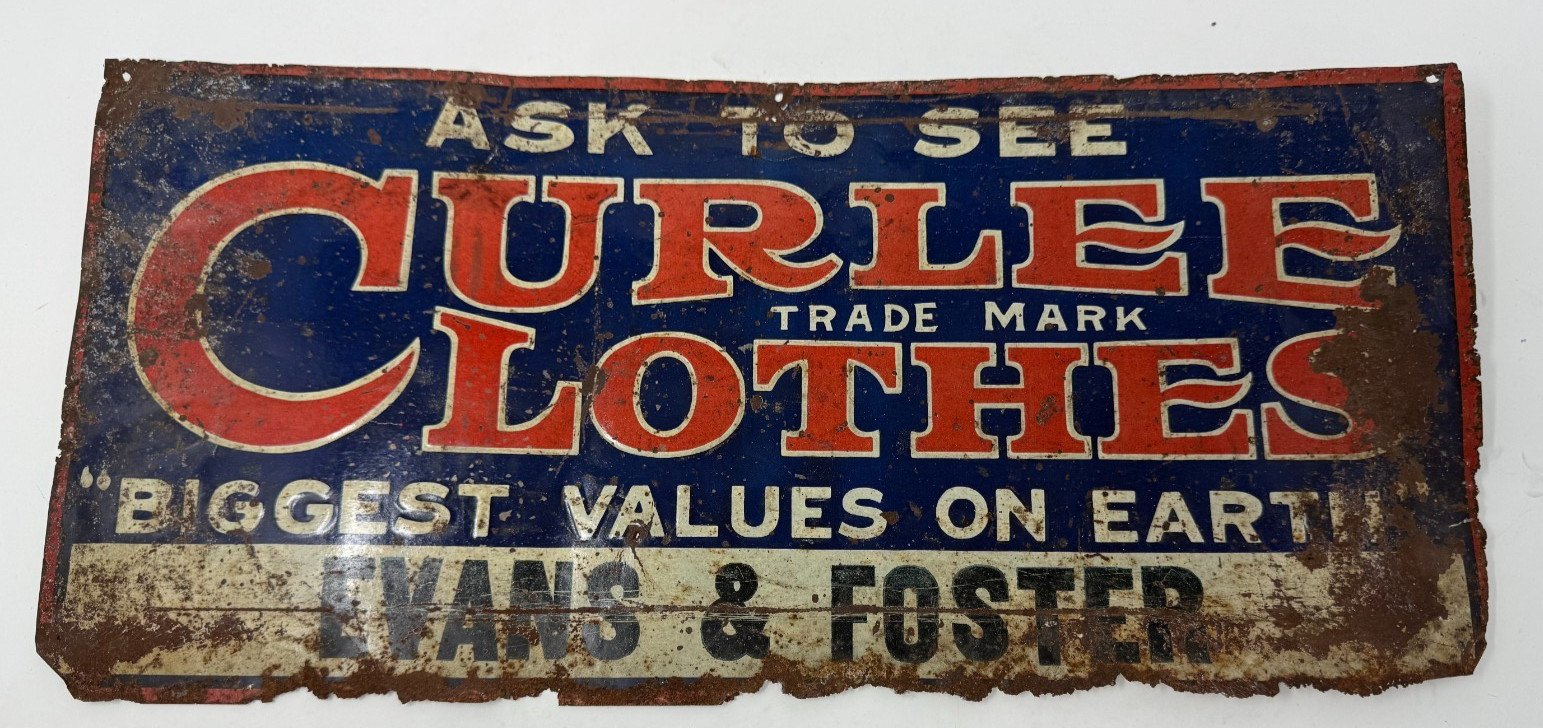 ASK TO SEE
CURLEE
TRADE MARK
CLOTHES
"BIGGEST VALUES ON EARTH
EVANS & FOSTER